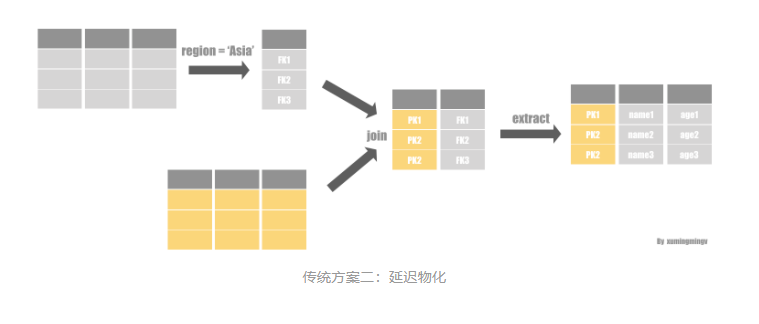 region = ‘Asia’
FK1
FK2
FK3
join
PK1 FK1
PK2 FK2
PK2 FK3
extract
PK1 name1 age1
PK2 name2 age2
PK2 name3 age3
By xumingmingv
传统方案二：延迟物化